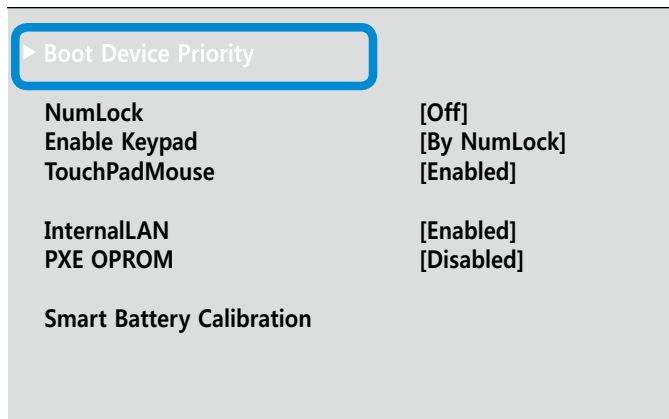 ▶ Boot Device Priority
NumLock [Off]
Enable Keypad [By NumLock]
TouchPadMouse [Enabled]
InternalLAN [Enabled]
PXE OPROM [Disabled]
Smart Battery Calibration